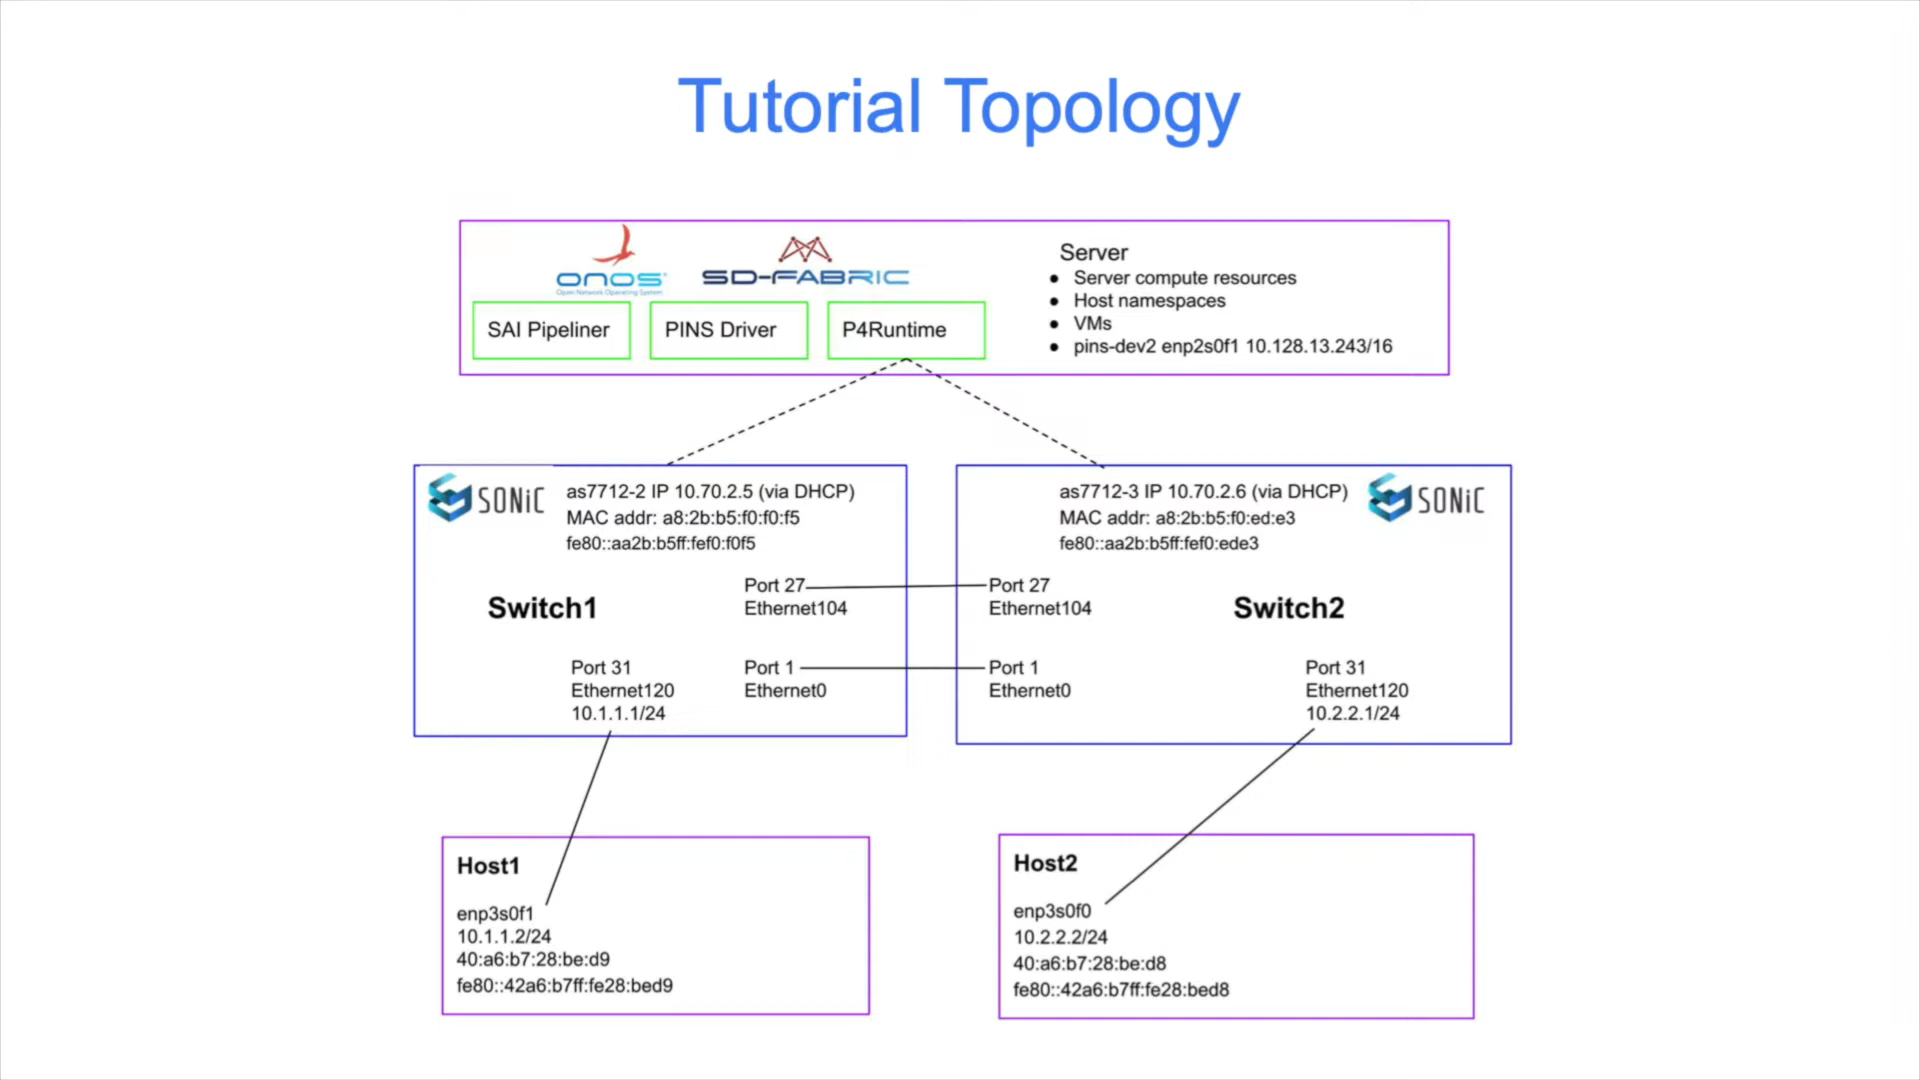 Tutorial Topology
onos
Open Network Operating System
SD-FABRIC
SAI Pipeliner
PINS Driver
P4Runtime
Server
● Server compute resources
● Host namespaces
● VMs
● pins-dev2 enp2s0f1 10.128.13.243/16
SONiC
as7712-2 IP 10.70.2.5 (via DHCP)
MAC addr: a8:2b:b5:f0:f0:f5
fe80::aa2b:b5ff:fef0:f0f5
Switch1
Port 27
Ethernet104
Port 31
Ethernet120
10.1.1.1/24
Port 1
Ethernet0
as7712-3 IP 10.70.2.6 (via DHCP)
MAC addr: a8:2b:b5:f0:ed:e3
fe80::aa2b:b5ff:fef0:ede3
SONiC
Port 27
Ethernet104
Switch2
Port 1
Ethernet0
Port 31
Ethernet120
10.2.2.1/24
Host1
enp3s0f1
10.1.1.2/24
40:a6:b7:28:be:d9
fe80::42a6:b7ff:fe28:bed9
Host2
enp3s0f0
10.2.2.2/24
40:a6:b7:28:be:d8
fe80::42a6:b7ff:fe28:bed8